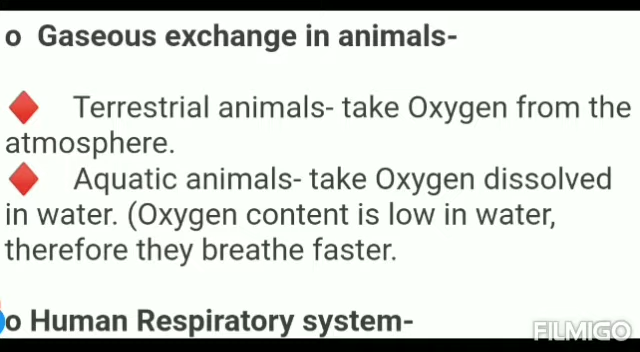 o Gaseous exchange in animals-
♦ Terrestrial animals- take Oxygen from the
atmosphere.
♦ Aquatic animals- take Oxygen dissolved
in water. (Oxygen content is low in water,
therefore they breathe faster.
o Human Respiratory system-
FILMIGO